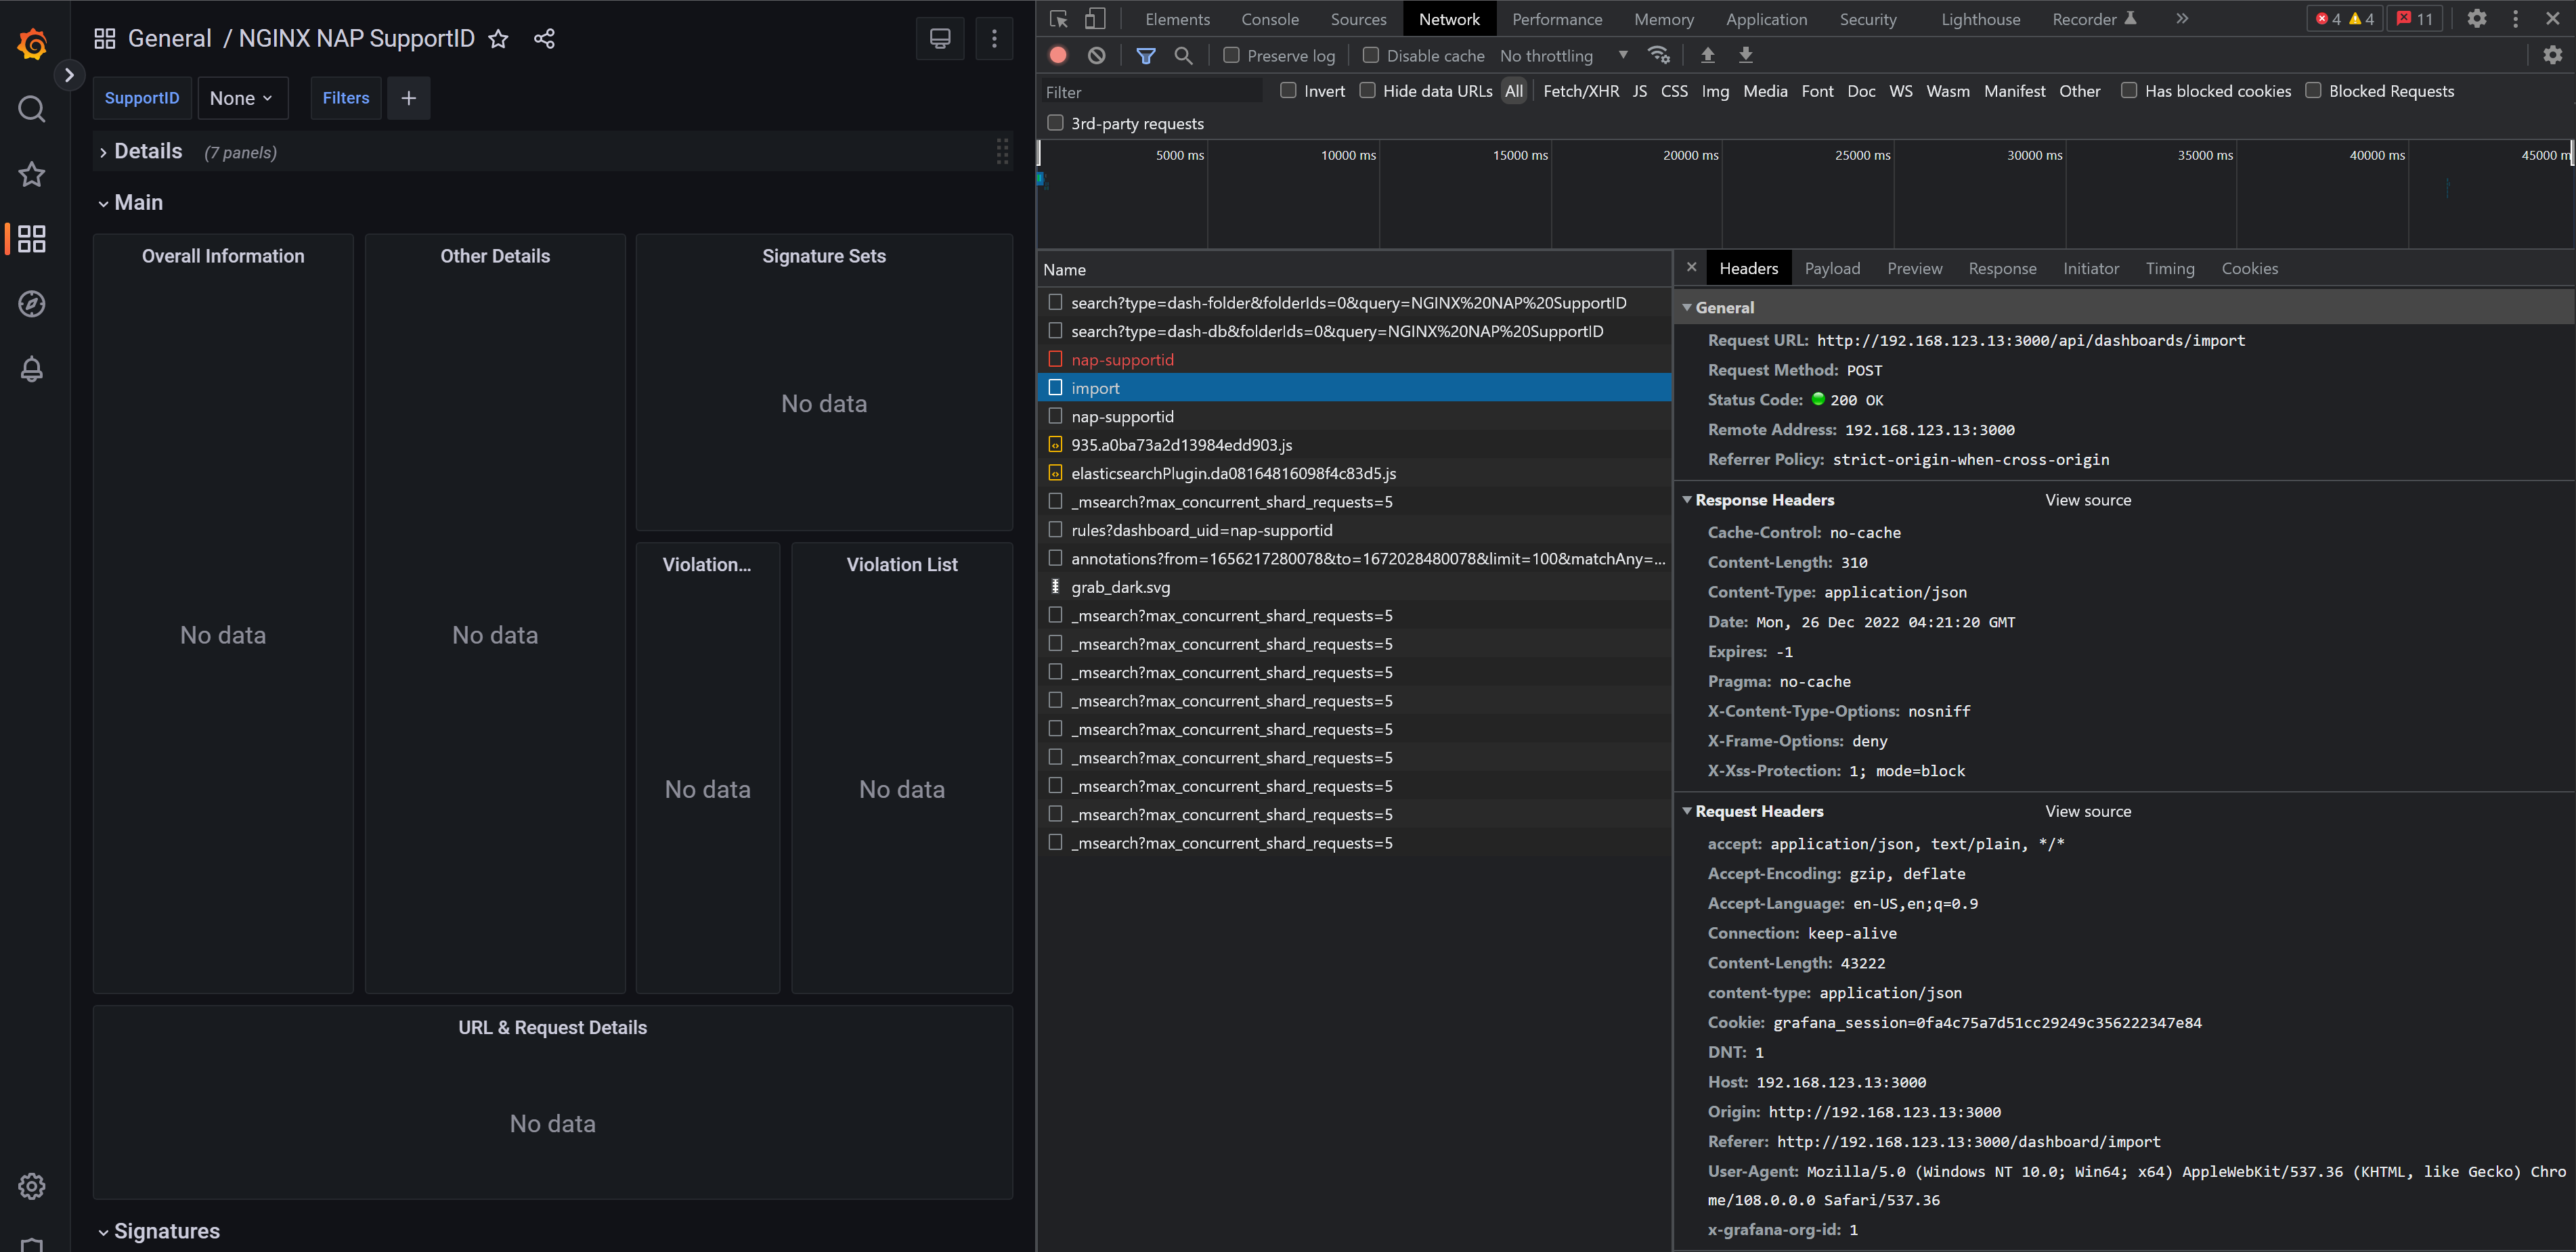 General / NGINX NAP SupportID
SupportID None Filters +
Details (7 panels)
Main
Overall Information
No data
Other Details
No data
Signature Sets
No data
Violation...
No data
Violation List
No data
URL & Request Details
No data
Signatures
Elements Console Sources Network Performance Memory Application Security Lighthouse Recorder 4 4 11
Preserve log Disable cache No throttling
Filter Invert Hide data URLs All Fetch/XHR JS CSS Img Media Font Doc WS Wasm Manifest Other Has blocked cookies Blocked Requests
3rd-party requests
5000 ms 10000 ms 15000 ms 20000 ms 25000 ms 30000 ms 35000 ms 40000 ms 45000 m
Name
search?type=dash-folder&folderIds=0&query=NGINX%20NAP%20SupportID
search?type=dash-db&folderIds=0&query=NGINX%20NAP%20SupportID
nap-supportid
import
nap-supportid
935.a0ba73a2d13984edd903.js
elasticsearchPlugin.da08164816098f4c83d5.js
_msearch?max_concurrent_shard_requests=5
rules?dashboard_uid=nap-supportid
annotations?from=1656217280078&to=1672028480078&limit=100&matchAny=...
grab_dark.svg
_msearch?max_concurrent_shard_requests=5
_msearch?max_concurrent_shard_requests=5
_msearch?max_concurrent_shard_requests=5
_msearch?max_concurrent_shard_requests=5
_msearch?max_concurrent_shard_requests=5
_msearch?max_concurrent_shard_requests=5
_msearch?max_concurrent_shard_requests=5
_msearch?max_concurrent_shard_requests=5
_msearch?max_concurrent_shard_requests=5
Headers Payload Preview Response Initiator Timing Cookies
General
Request URL: http://192.168.123.13:3000/api/dashboards/import
Request Method: POST
Status Code: 200 OK
Remote Address: 192.168.123.13:3000
Referrer Policy: strict-origin-when-cross-origin
Response Headers View source
Cache-Control: no-cache
Content-Length: 310
Content-Type: application/json
Date: Mon, 26 Dec 2022 04:21:20 GMT
Expires: -1
Pragma: no-cache
X-Content-Type-Options: nosniff
X-Frame-Options: deny
X-Xss-Protection: 1; mode=block
Request Headers View source
accept: application/json, text/plain, */*
Accept-Encoding: gzip, deflate
Accept-Language: en-US,en;q=0.9
Connection: keep-alive
Content-Length: 43222
content-type: application/json
Cookie: grafana_session=0fa4c75a7d51cc29249c356222347e84
DNT: 1
Host: 192.168.123.13:3000
Origin: http://192.168.123.13:3000
Referer: http://192.168.123.13:3000/dashboard/import
User-Agent: Mozilla/5.0 (Windows NT 10.0; Win64; x64) AppleWebKit/537.36 (KHTML, like Gecko) Chro
me/108.0.0.0 Safari/537.36
x-grafana-org-id: 1